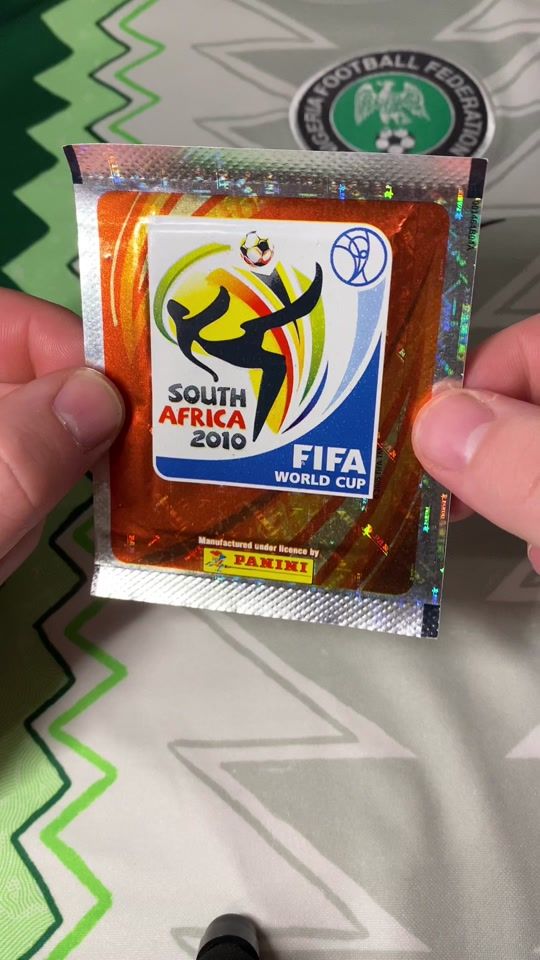 NIGERIA FOOTBALL FEDERATION
SOUTH
AFRICA
2010
FIFA
WORLD CUP
Manufactured under licence by
PANINI